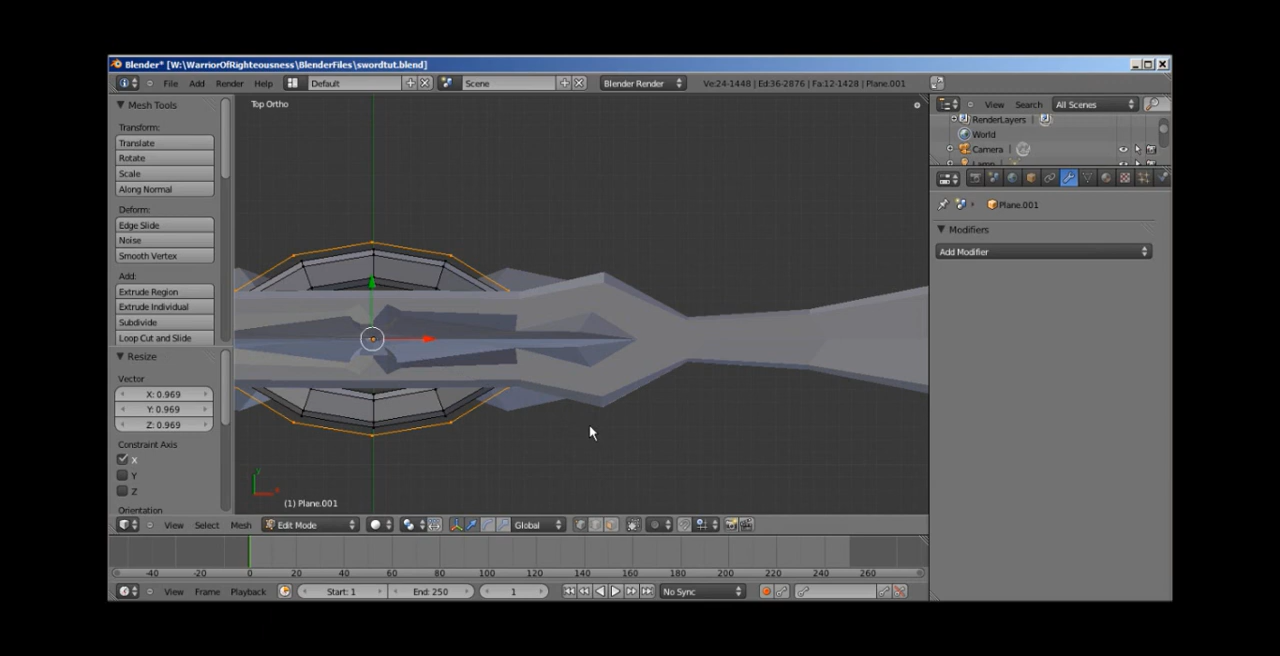 Blender* [W:\WarriorOfRighteousness\BlenderFiles\swordtut.blend]
File Add Render Help Default Scene Blender Render Ve:24-1448 | Ed:36-2876 | Fa:12-1428 | Plane.001
Mesh Tools
Top Ortho
View Search All Scenes
RenderLayers
World
Camera
Lamp
Transform:
Translate
Rotate
Scale
Along Normal
Plane.001
Modifiers
Add Modifier
Deform:
Edge Slide
Noise
Smooth Vertex
Add:
Extrude Region
Extrude Individual
Subdivide
Loop Cut and Slide
Resize
Vector
X: 0.969
Y: 0.969
Z: 0.969
Constraint Axis
X
Y
Z
Orientation
y
x
(1) Plane.001
View Select Mesh Edit Mode Global
-40 -20 0 20 40 60 80 100 120 140 160 180 200 220 240 260
View Frame Playback Start: 1 End: 250 1 No Sync